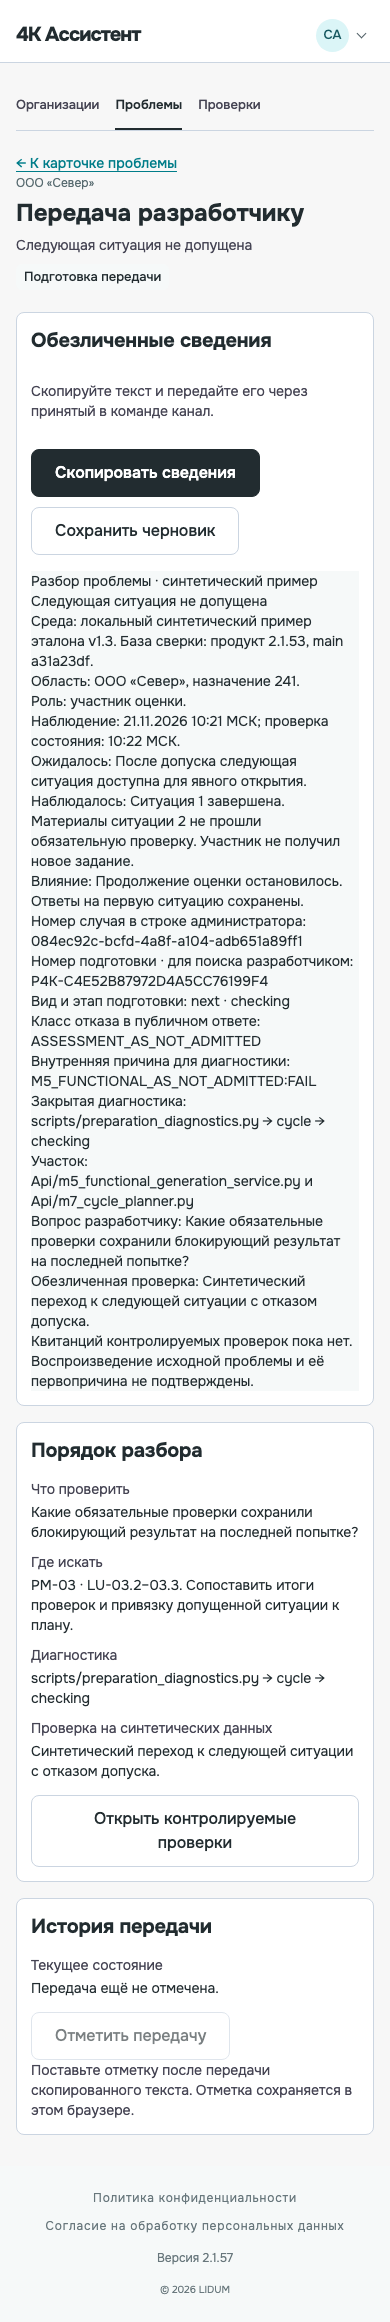 4К Ассистент
СА
Организации Проблемы Проверки
← К карточке проблемы
ООО «Север»
Передача разработчику
Следующая ситуация не допущена
Подготовка передачи
Обезличенные сведения
Скопируйте текст и передайте его через
принятый в команде канал.
Скопировать сведения
Сохранить черновик
Разбор проблемы · синтетический пример
Следующая ситуация не допущена
Среда: локальный синтетический пример
эталона v1.3. База сверки: продукт 2.1.53, main
a31a23df.
Область: ООО «Север», назначение 241.
Роль: участник оценки.
Наблюдение: 21.11.2026 10:21 МСК; проверка
состояния: 10:22 МСК.
Ожидалось: После допуска следующая
ситуация доступна для явного открытия.
Наблюдалось: Ситуация 1 завершена.
Материалы ситуации 2 не прошли
обязательную проверку. Участник не получил
новое задание.
Влияние: Продолжение оценки остановилось.
Ответы на первую ситуацию сохранены.
Номер случая в строке администратора:
084ec92c-bcfd-4a8f-a104-adb651a89ff1
Номер подготовки · для поиска разработчиком:
P4K-C4E52B87972D4A5CC76199F4
Вид и этап подготовки: next · checking
Класс отказа в публичном ответе:
ASSESSMENT_AS_NOT_ADMITTED
Внутренняя причина для диагностики:
M5_FUNCTIONAL_AS_NOT_ADMITTED:FAIL
Закрытая диагностика:
scripts/preparation_diagnostics.py → cycle →
checking
Участок:
Api/m5_functional_generation_service.py и
Api/m7_cycle_planner.py
Вопрос разработчику: Какие обязательные
проверки сохранили блокирующий результат
на последней попытке?
Обезличенная проверка: Синтетический
переход к следующей ситуации с отказом
допуска.
Квитанций контролируемых проверок пока нет.
Воспроизведение исходной проблемы и её
первопричина не подтверждены.
Порядок разбора
Что проверить
Какие обязательные проверки сохранили
блокирующий результат на последней попытке?
Где искать
PM-03 · LU-03.2–03.3. Сопоставить итоги
проверок и привязку допущенной ситуации к
плану.
Диагностика
scripts/preparation_diagnostics.py → cycle →
checking
Проверка на синтетических данных
Синтетический переход к следующей ситуации
с отказом допуска.
Открыть контролируемые
проверки
История передачи
Текущее состояние
Передача ещё не отмечена.
Отметить передачу
Поставьте отметку после передачи
скопированного текста. Отметка сохраняется в
этом браузере.
Политика конфиденциальности
Согласие на обработку персональных данных
Версия 2.1.57
© 2026 LIDUM